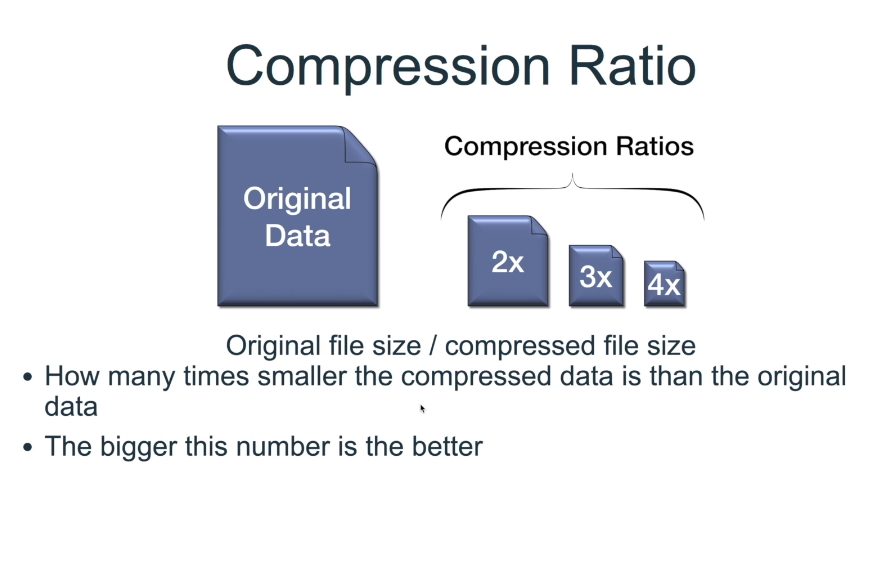 Compression Ratio
Original
Data
Compression Ratios
2x
3x
4x
Original file size / compressed file size
• How many times smaller the compressed data is than the original
data
• The bigger this number is the better